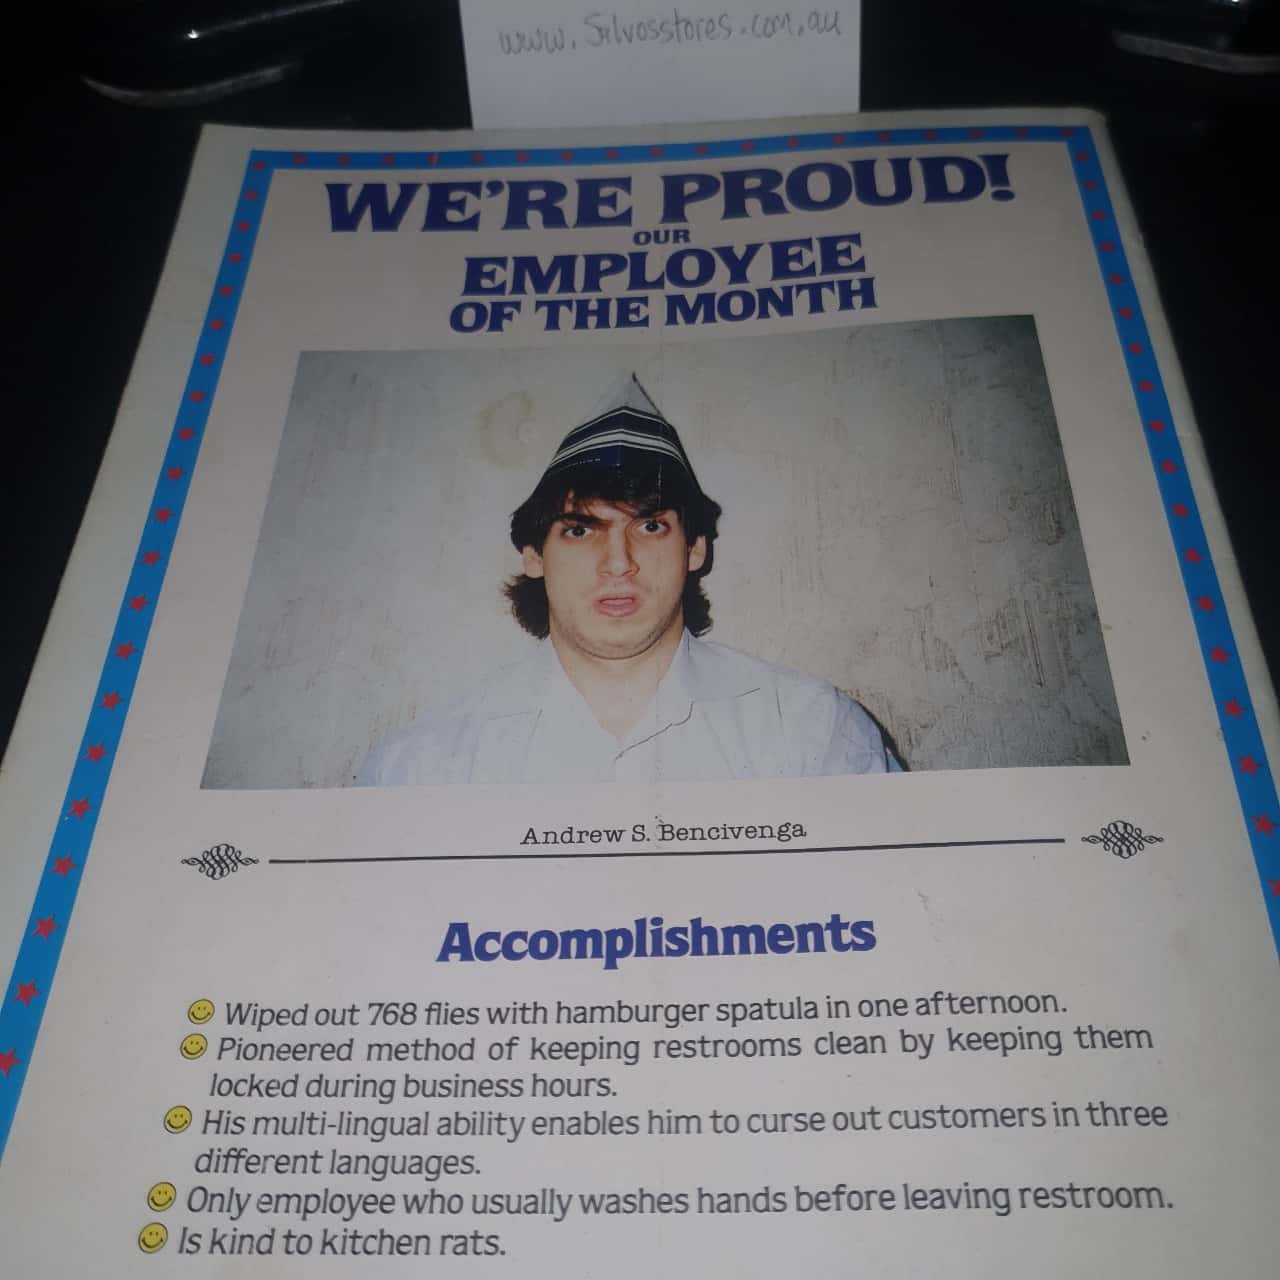 www.Silvosstores.com.au
WE'RE PROUD!
OUR
EMPLOYEE
OF THE MONTH
Andrew S. Bencivenga
Accomplishments
Wiped out 768 flies with hamburger spatula in one afternoon.
Pioneered method of keeping restrooms clean by keeping them
locked during business hours.
His multi-lingual ability enables him to curse out customers in three
different languages.
Only employee who usually washes hands before leaving restroom.
Is kind to kitchen rats.